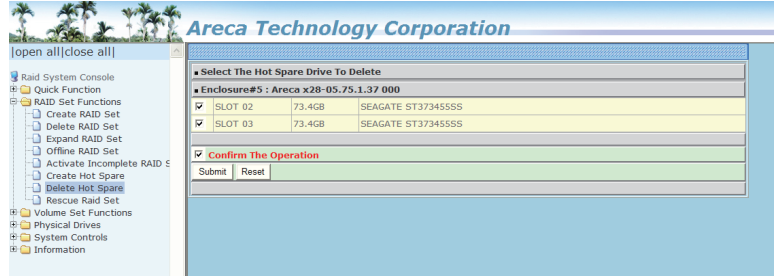 Areca Technology Corporation
|open all|close all|
Raid System Console
Quick Function
RAID Set Functions
Create RAID Set
Delete RAID Set
Expand RAID Set
Offline RAID Set
Activate Incomplete RAID S
Create Hot Spare
Delete Hot Spare
Rescue Raid Set
Volume Set Functions
Physical Drives
System Controls
Information
Select The Hot Spare Drive To Delete
Enclosure#5 : Areca x28-05.75.1.37 000
SLOT 02 73.4GB SEAGATE ST373455SS
SLOT 03 73.4GB SEAGATE ST373455SS
Confirm The Operation
Submit Reset